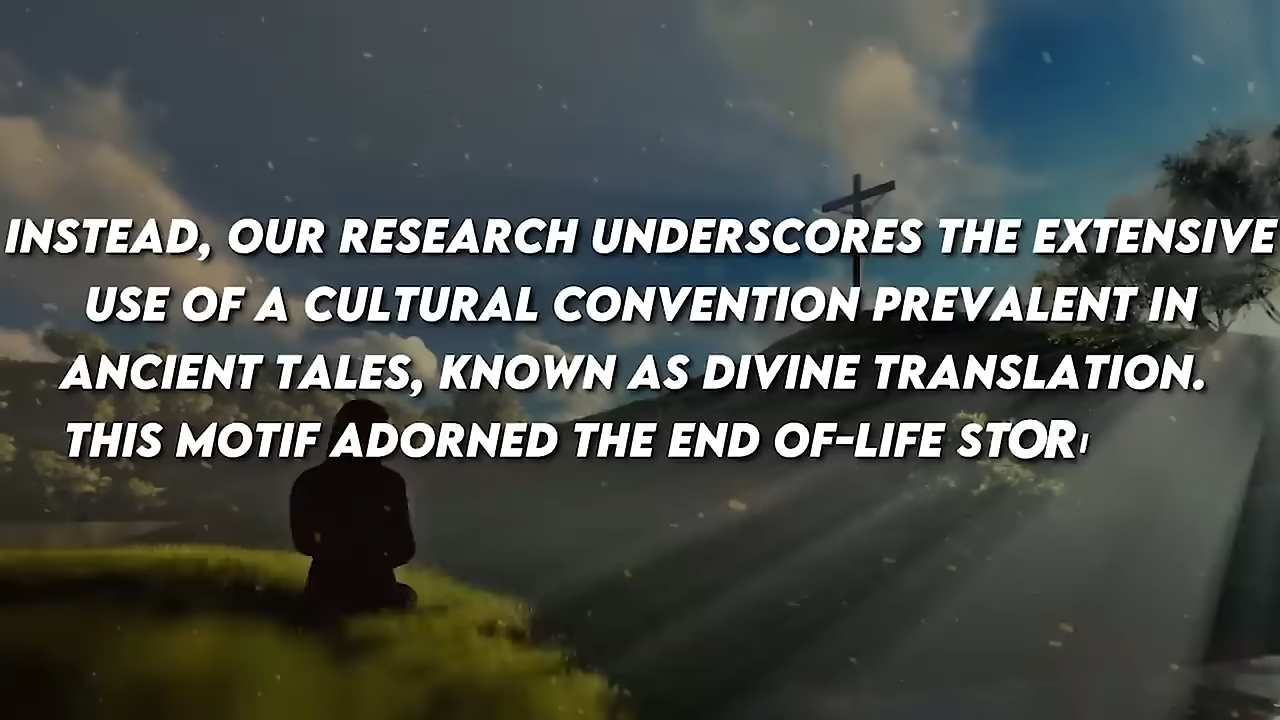 INSTEAD, OUR RESEARCH UNDERSCORES THE EXTENSIVE
USE OF A CULTURAL CONVENTION PREVALENT IN
ANCIENT TALES, KNOWN AS DIVINE TRANSLATION.
THIS MOTIF ADORNED THE END OF-LIFE STORI